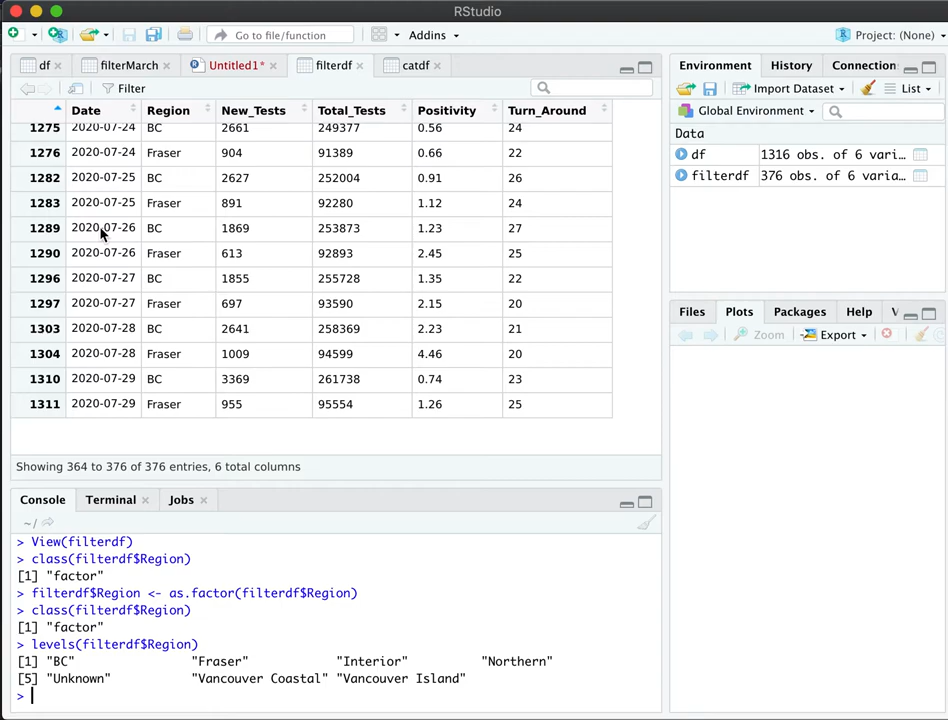 RStudio
Go to file/function
Addins
Project: (None)
df
filterMarch
Untitled1*
filterdf
catdf
Filter
Date Region New_Tests Total_Tests Positivity Turn_Around
1275 2020-07-24 BC 2661 249377 0.56 24
1276 2020-07-24 Fraser 904 91389 0.66 22
1282 2020-07-25 BC 2627 252004 0.91 26
1283 2020-07-25 Fraser 891 92280 1.12 24
1289 2020-07-26 BC 1869 253873 1.23 27
1290 2020-07-26 Fraser 613 92893 2.45 25
1296 2020-07-27 BC 1855 255728 1.35 22
1297 2020-07-27 Fraser 697 93590 2.15 20
1303 2020-07-28 BC 2641 258369 2.23 21
1304 2020-07-28 Fraser 1009 94599 4.46 20
1310 2020-07-29 BC 3369 261738 0.74 23
1311 2020-07-29 Fraser 955 95554 1.26 25
Showing 364 to 376 of 376 entries, 6 total columns
Console Terminal Jobs
~/
> View(filterdf)
> class(filterdf$Region)
[1] "factor"
> filterdf$Region <- as.factor(filterdf$Region)
> class(filterdf$Region)
[1] "factor"
> levels(filterdf$Region)
[1] "BC" "Fraser" "Interior" "Northern"
[5] "Unknown" "Vancouver Coastal" "Vancouver Island"
>
Environment History Connection
Import Dataset List
Global Environment
Data
df 1316 obs. of 6 vari…
filterdf 376 obs. of 6 varia…
Files Plots Packages Help V
Zoom Export